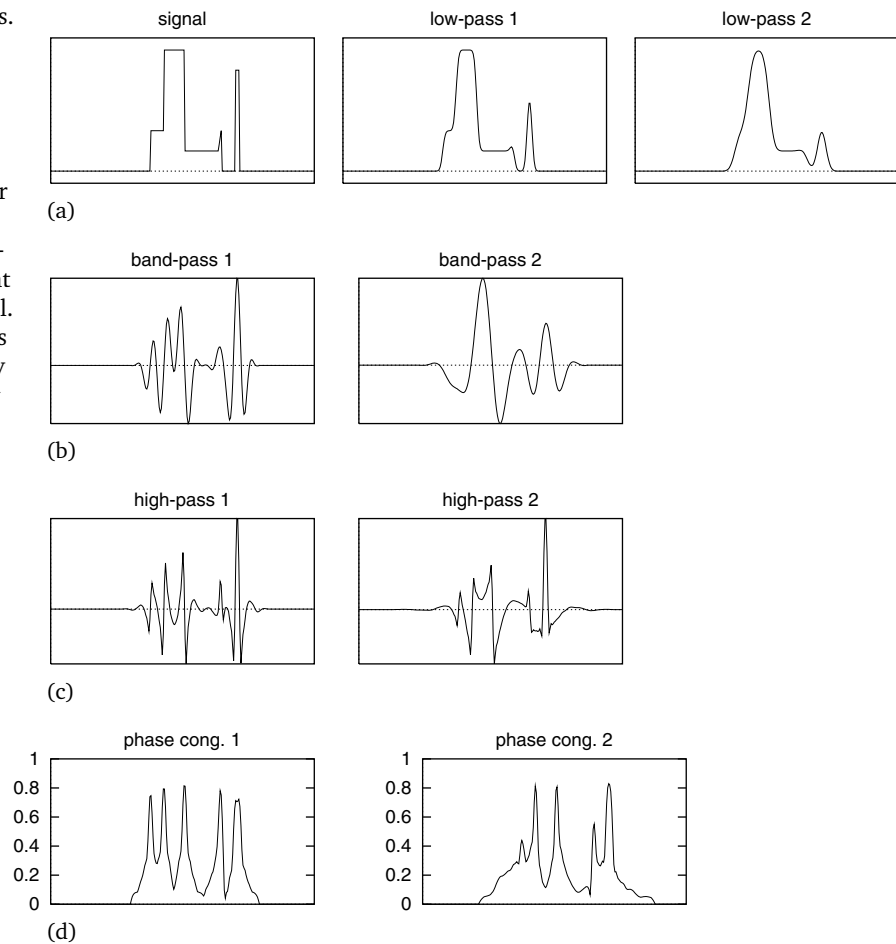 s.
signal
low-pass 1
low-pass 2
r
(a)
-
band-pass 1
band-pass 2
nt
l.
s
y
(b)
high-pass 1
high-pass 2
(c)
phase cong. 1
phase cong. 2
1
0.8
0.6
0.4
0.2
0
1
0.8
0.6
0.4
0.2
0
(d)